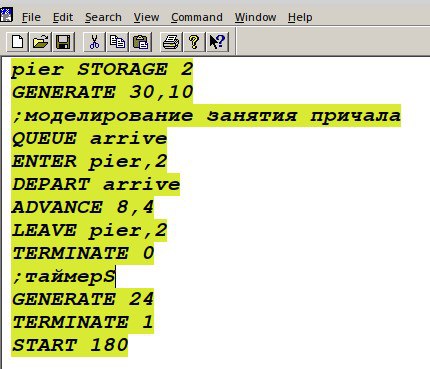 File Edit Search View Command Window Help
pier STORAGE 2
GENERATE 30,10
;моделирование занятия причала
QUEUE arrive
ENTER pier,2
DEPART arrive
ADVANCE 8,4
LEAVE pier,2
TERMINATE 0
;таймерS
GENERATE 24
TERMINATE 1
START 180